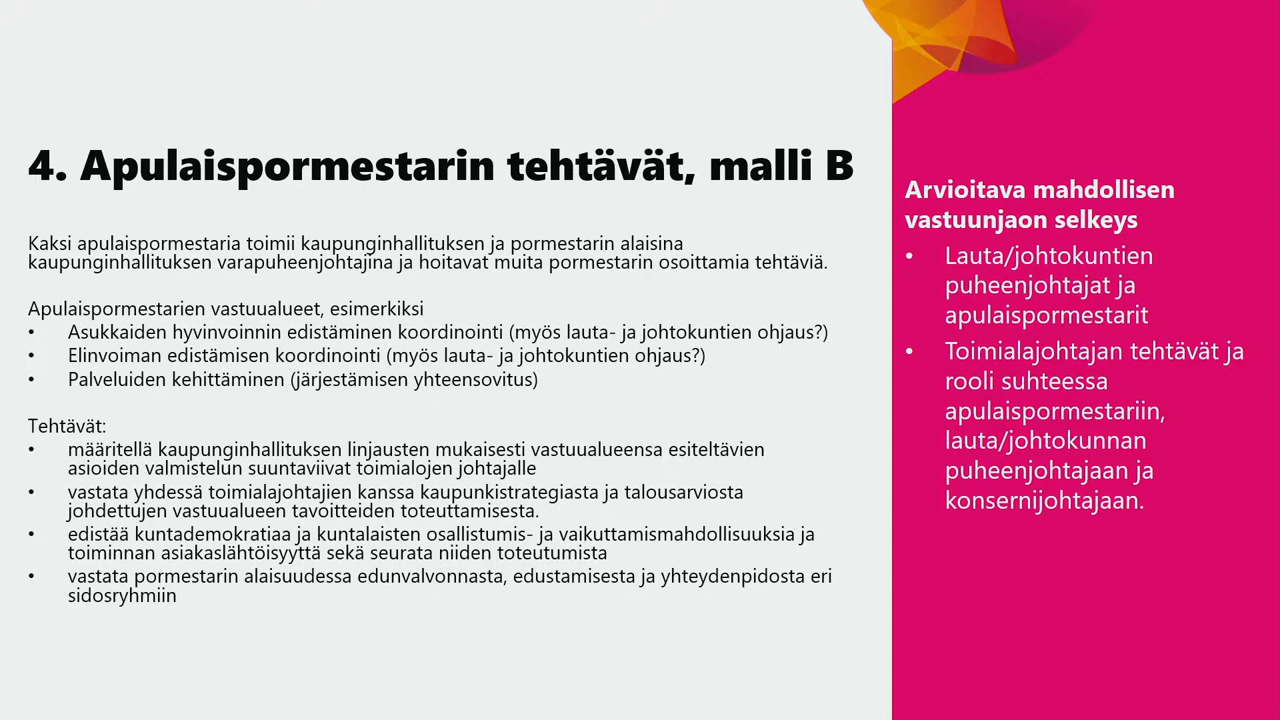 4. Apulaispormestarin tehtävät, malli B
Kaksi apulaispormestaria toimii kaupunginhallituksen ja pormestarin alaisina
kaupunginhallituksen varapuheenjohtajina ja hoitavat muita pormestarin osoittamia tehtäviä.
Apulaispormestarien vastuualueet, esimerkiksi
• Asukkaiden hyvinvoinnin edistäminen koordinointi (myös lauta- ja johtokuntien ohjaus?)
• Elinvoiman edistämisen koordinointi (myös lauta- ja johtokuntien ohjaus?)
• Palveluiden kehittäminen (järjestämisen yhteensovitus)
Tehtävät:
• määritellä kaupunginhallituksen linjausten mukaisesti vastuualueensa esiteltävien
asioiden valmistelun suuntaviivat toimialojen johtajalle
• vastata yhdessä toimialajohtajien kanssa kaupunkistrategiasta ja talousarviosta
johdettujen vastuualueen tavoitteiden toteuttamisesta.
• edistää kuntademokratiaa ja kuntalaisten osallistumis- ja vaikuttamismahdollisuuksia ja
toiminnan asiakaslähtöisyyttä sekä seurata niiden toteutumista
• vastata pormestarin alaisuudessa edunvalvonnasta, edustamisesta ja yhteydenpidosta eri
sidosryhmiin
Arvioitava mahdollisen
vastuunjaon selkeys
• Lauta/johtokuntien
puheenjohtajat ja
apulaispormestarit
• Toimialajohtajan tehtävät ja
rooli suhteessa
apulaispormestariin,
lauta/johtokunnan
puheenjohtajaan ja
konsernijohtajaan.